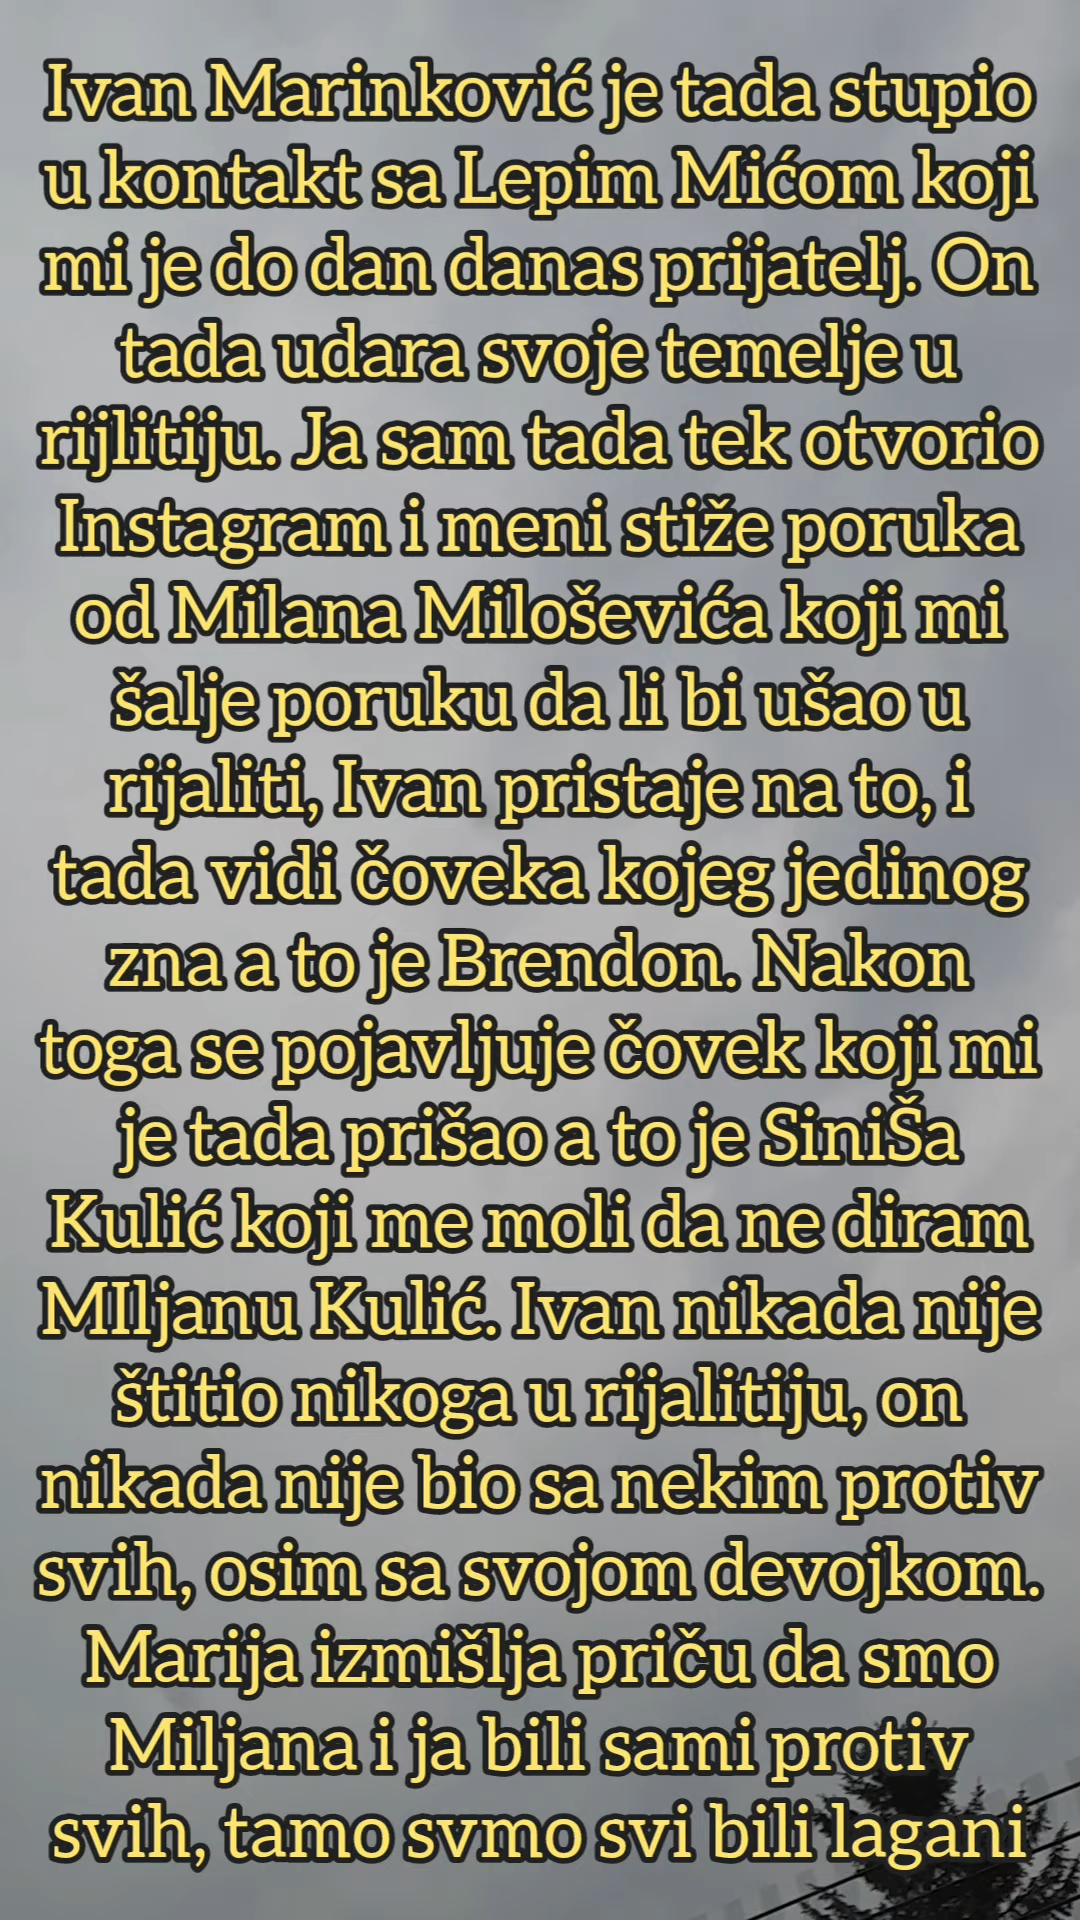 Ivan Marinković je tada stupio
u kontakt sa Lepim Mićom koji
mi je do dan danas prijatelj. On
tada udara svoje temelje u
rijlitiju. Ja sam tada tek otvorio
Instagram i meni stiže poruka
od Milana Miloševića koji mi
šalje poruku da li bi ušao u
rijaliti, Ivan pristaje na to, i
tada vidi čoveka kojeg jedinog
zna a to je Brendon. Nakon
toga se pojavljuje čovek koji mi
je tada prišao a to je SiniŠa
Kulić koji me moli da ne diram
MIljanu Kulić. Ivan nikada nije
štitio nikoga u rijalitiju, on
nikada nije bio sa nekim protiv
svih, osim sa svojom devojkom.
Marija izmišlja priču da smo
Miljana i ja bili sami protiv
svih, tamo svmo svi bili lagani